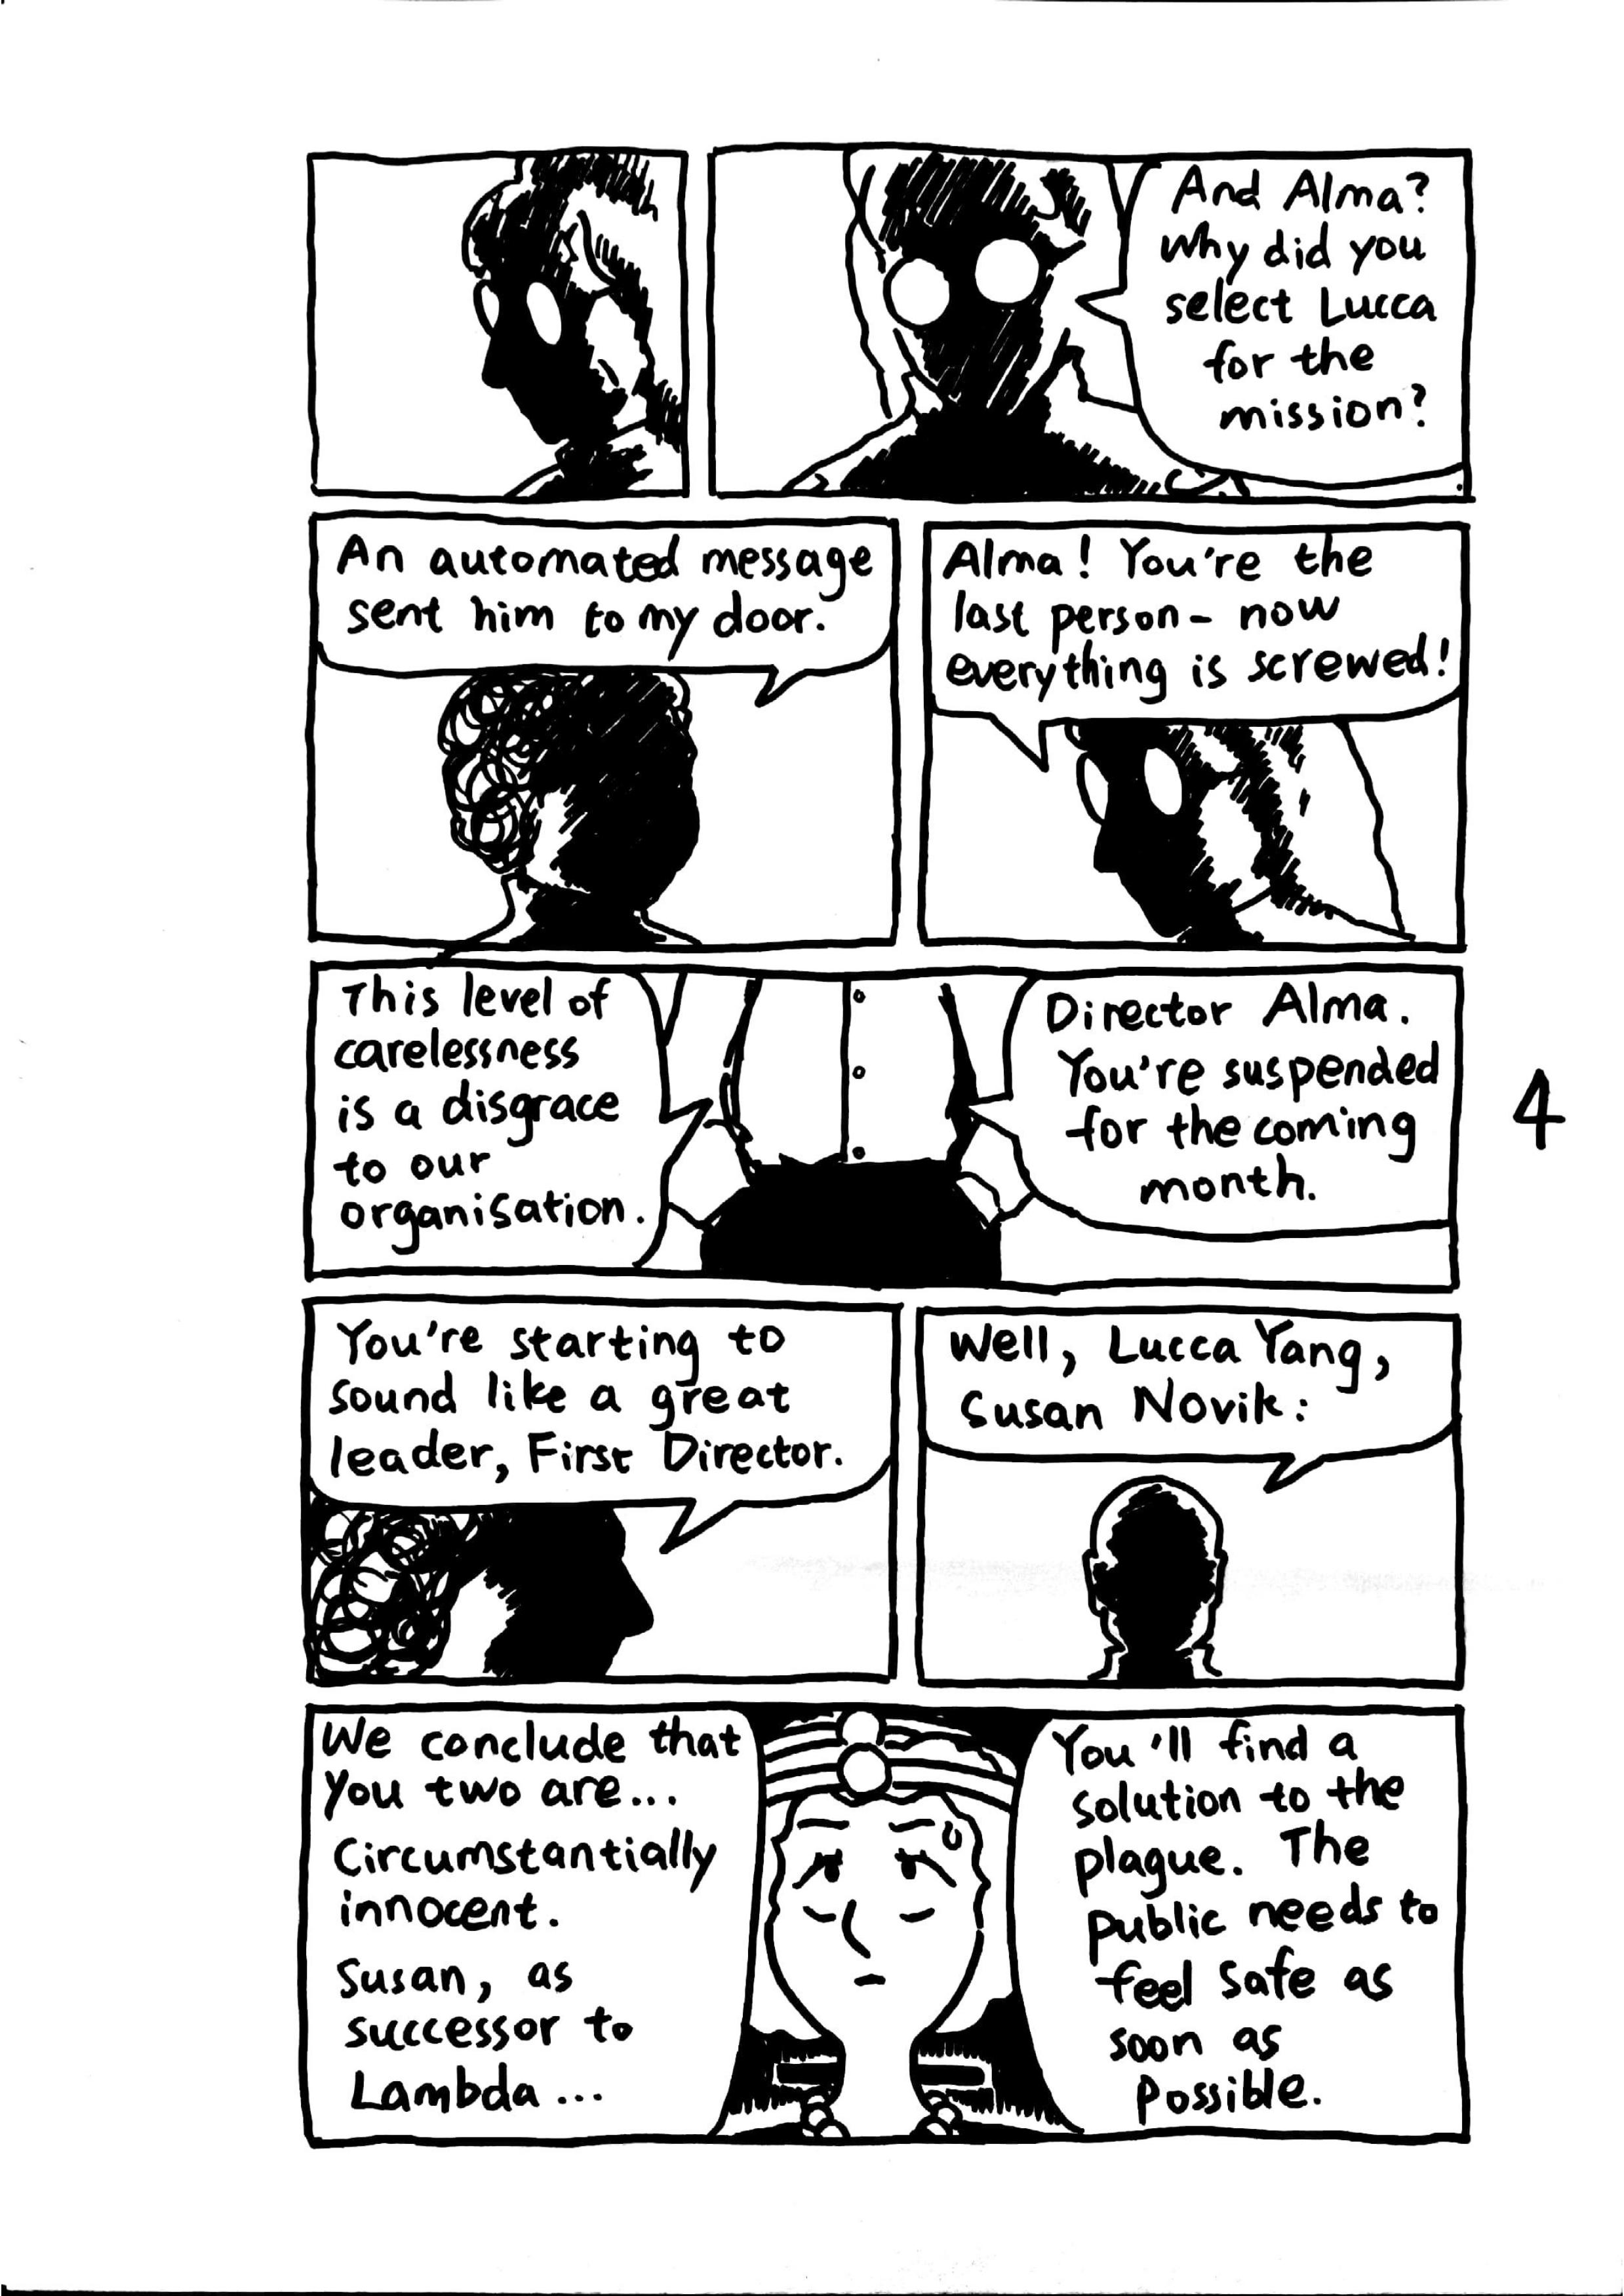 And Alma?
Why did you
select Lucca
for the
mission?
An automated message
sent him to my door.
Alma! You're the
last person- now
everything is screwed!
This level of
carelessness
is a disgrace
to our
organisation.
Director Alma.
You're suspended
for the coming
month.
4
You're starting to
sound like a great
leader, First Director.
Well, Lucca Yang,
Susan Novik:
We conclude that
you two are...
Circumstantially
innocent.
Susan, as
successor to
Lambda...
You'll find a
solution to the
plague. The
public needs to
feel safe as
soon as
possible.